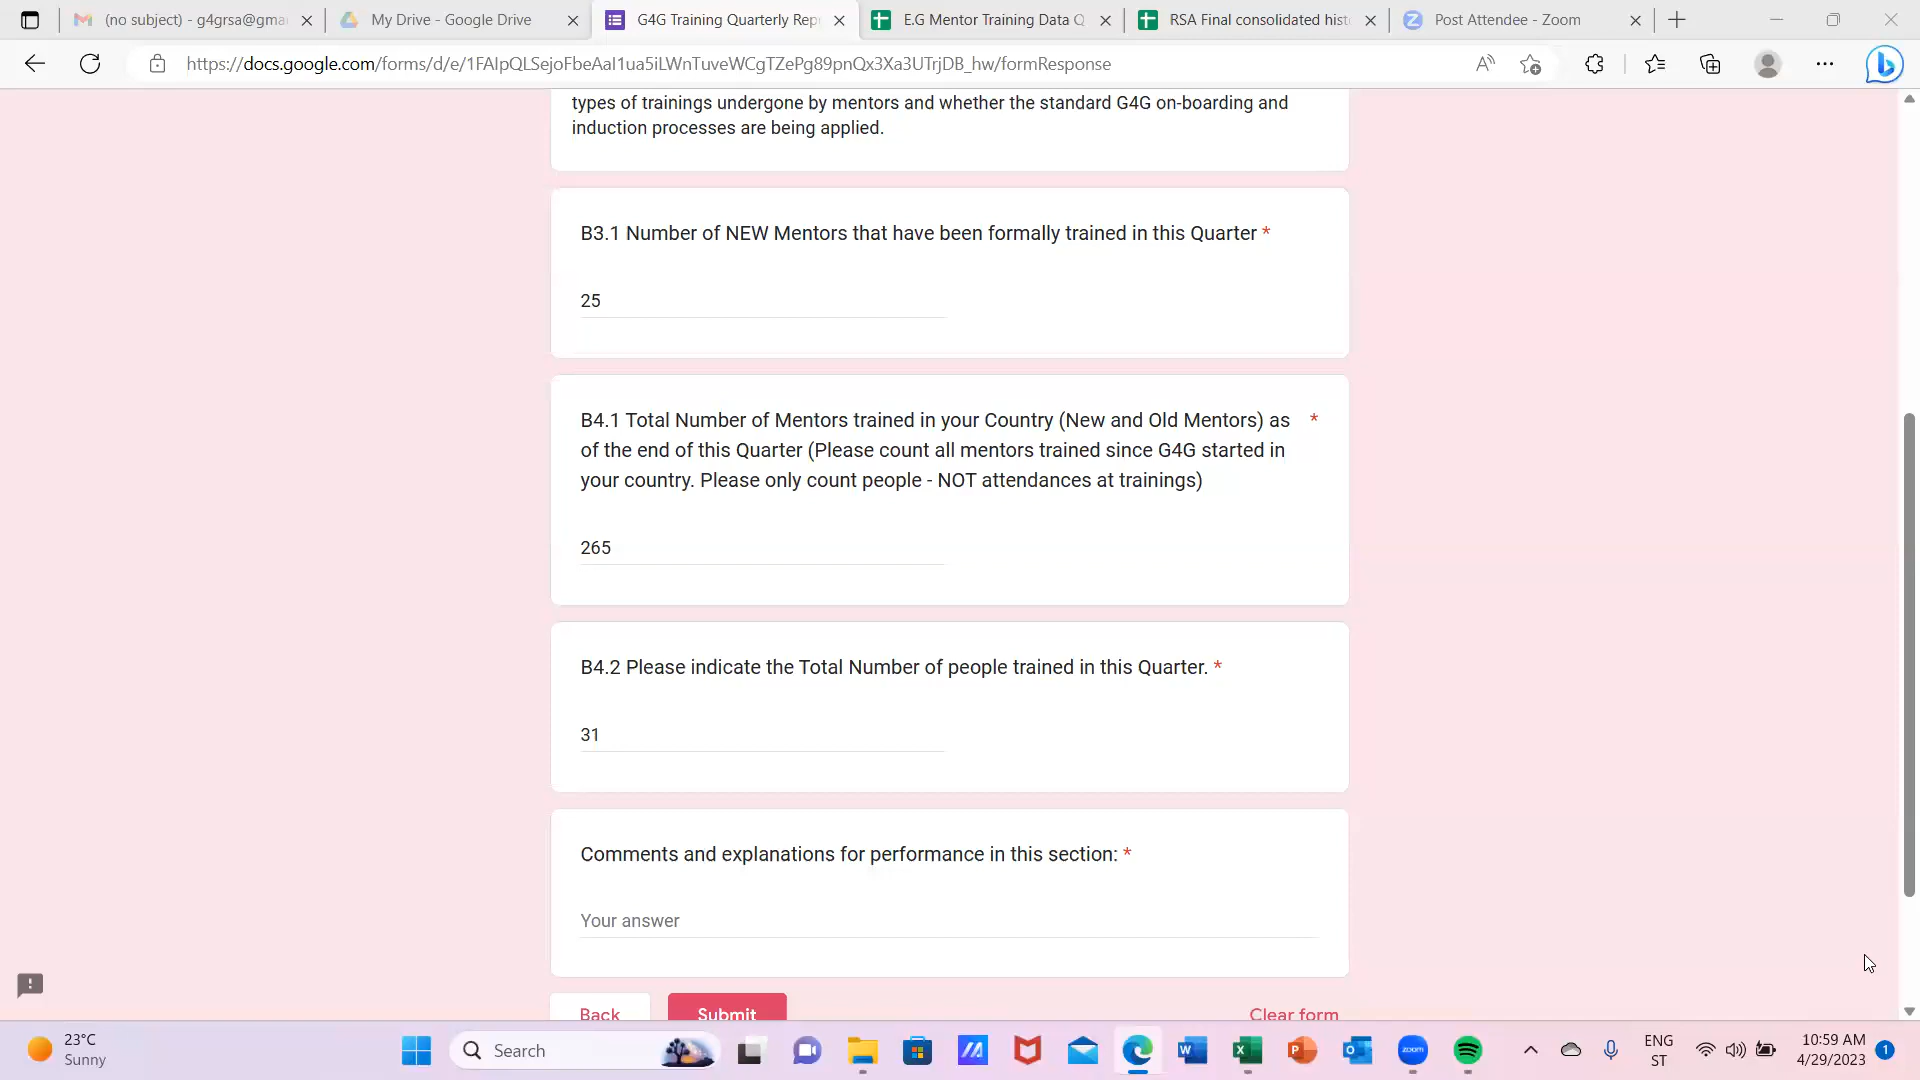 (no subject) - g4grsa@gma
My Drive - Google Drive
G4G Training Quarterly Rep
E.G Mentor Training Data Q
RSA Final consolidated hist
Post Attendee - Zoom
https://docs.google.com/forms/d/e/1FAIpQLSejoFbeAaI1ua5iLWnTuveWCgTZePg89pnQx3Xa3UTrjDB_hw/formResponse
types of trainings undergone by mentors and whether the standard G4G on-boarding and
induction processes are being applied.
B3.1 Number of NEW Mentors that have been formally trained in this Quarter *
25
B4.1 Total Number of Mentors trained in your Country (New and Old Mentors) as *
of the end of this Quarter (Please count all mentors trained since G4G started in
your country. Please only count people - NOT attendances at trainings)
265
B4.2 Please indicate the Total Number of people trained in this Quarter. *
31
Comments and explanations for performance in this section: *
Your answer
Back
Submit
Clear form
23°C
Sunny
Search
zoom
ENG
ST
10:59 AM
4/29/2023
1